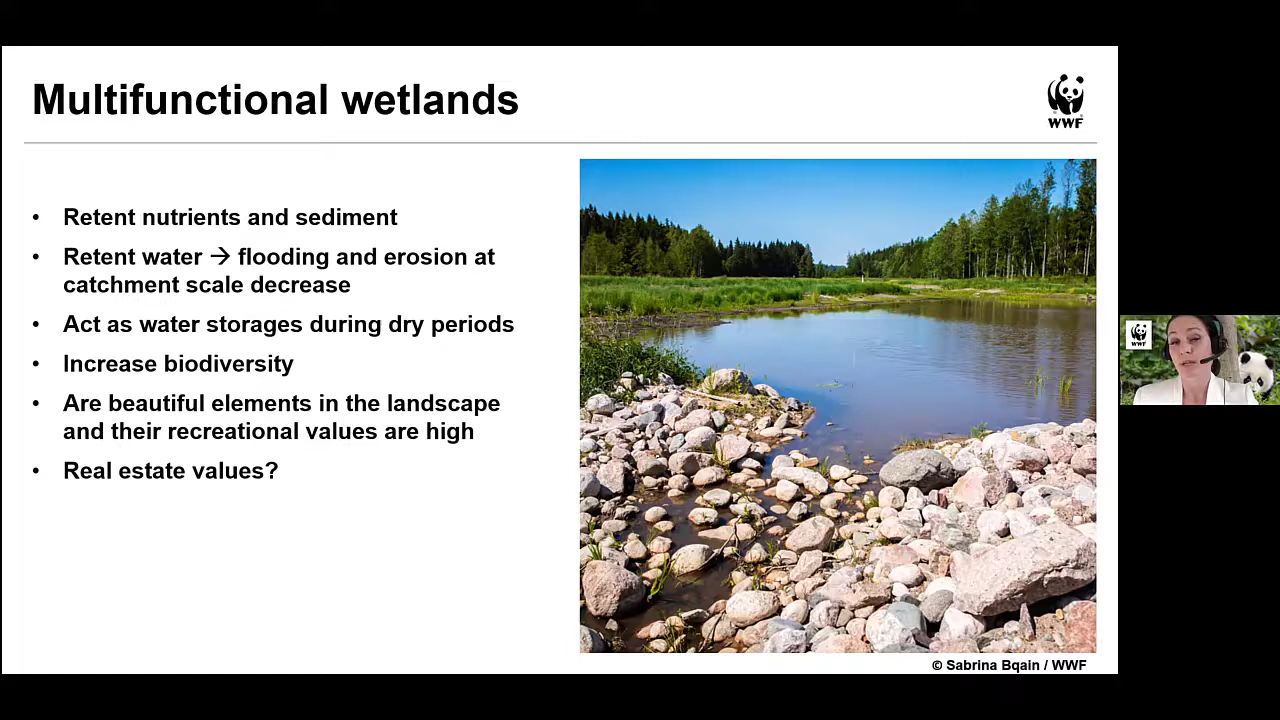 Multifunctional wetlands
WWF
• Retent nutrients and sediment
• Retent water → flooding and erosion at
catchment scale decrease
• Act as water storages during dry periods
• Increase biodiversity
• Are beautiful elements in the landscape
and their recreational values are high
• Real estate values?
© Sabrina Bqain / WWF
WWF